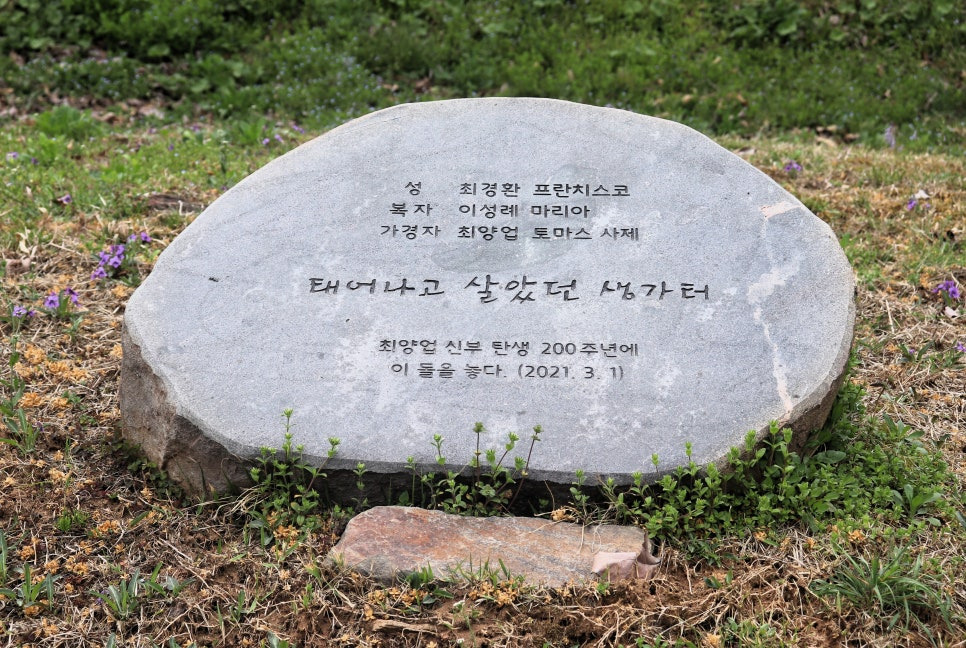 성 최경환 프란치스코
복자 이성례 마리아
가경자 최양업 토마스 사제
태어나고 살았던 생가터
최양업 신부 탄생 200주년에
이 돌을 놓다. (2021. 3. 1)